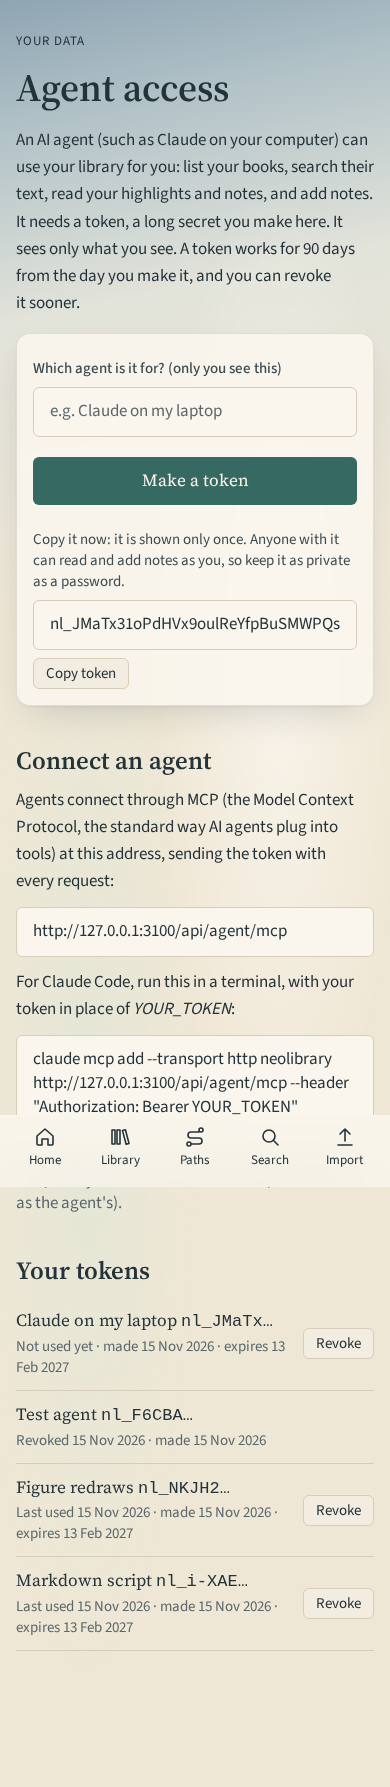 YOUR DATA
Agent access
An AI agent (such as Claude on your computer) can
use your library for you: list your books, search their
text, read your highlights and notes, and add notes.
It needs a token, a long secret you make here. It
sees only what you see. A token works for 90 days
from the day you make it, and you can revoke
it sooner.
Which agent is it for? (only you see this)
e.g. Claude on my laptop
Make a token
Copy it now: it is shown only once. Anyone with it
can read and add notes as you, so keep it as private
as a password.
nl_JMaTx31oPdHVx9oulReYfpBuSMWPQs
Copy token
Connect an agent
Agents connect through MCP (the Model Context
Protocol, the standard way AI agents plug into
tools) at this address, sending the token with
every request:
http://127.0.0.1:3100/api/agent/mcp
For Claude Code, run this in a terminal, with your
token in place of YOUR_TOKEN:
claude mcp add --transport http neolibrary
http://127.0.0.1:3100/api/agent/mcp --header
"Authorization: Bearer YOUR_TOKEN"
Home Library Paths Search Import
as the agent's).
Your tokens
Claude on my laptop nl_JMaTx…
Not used yet · made 15 Nov 2026 · expires 13
Feb 2027
Revoke
Test agent nl_F6CBA…
Revoked 15 Nov 2026 · made 15 Nov 2026
Figure redraws nl_NKJH2…
Last used 15 Nov 2026 · made 15 Nov 2026 ·
expires 13 Feb 2027
Revoke
Markdown script nl_i-XAE…
Last used 15 Nov 2026 · made 15 Nov 2026 ·
expires 13 Feb 2027
Revoke